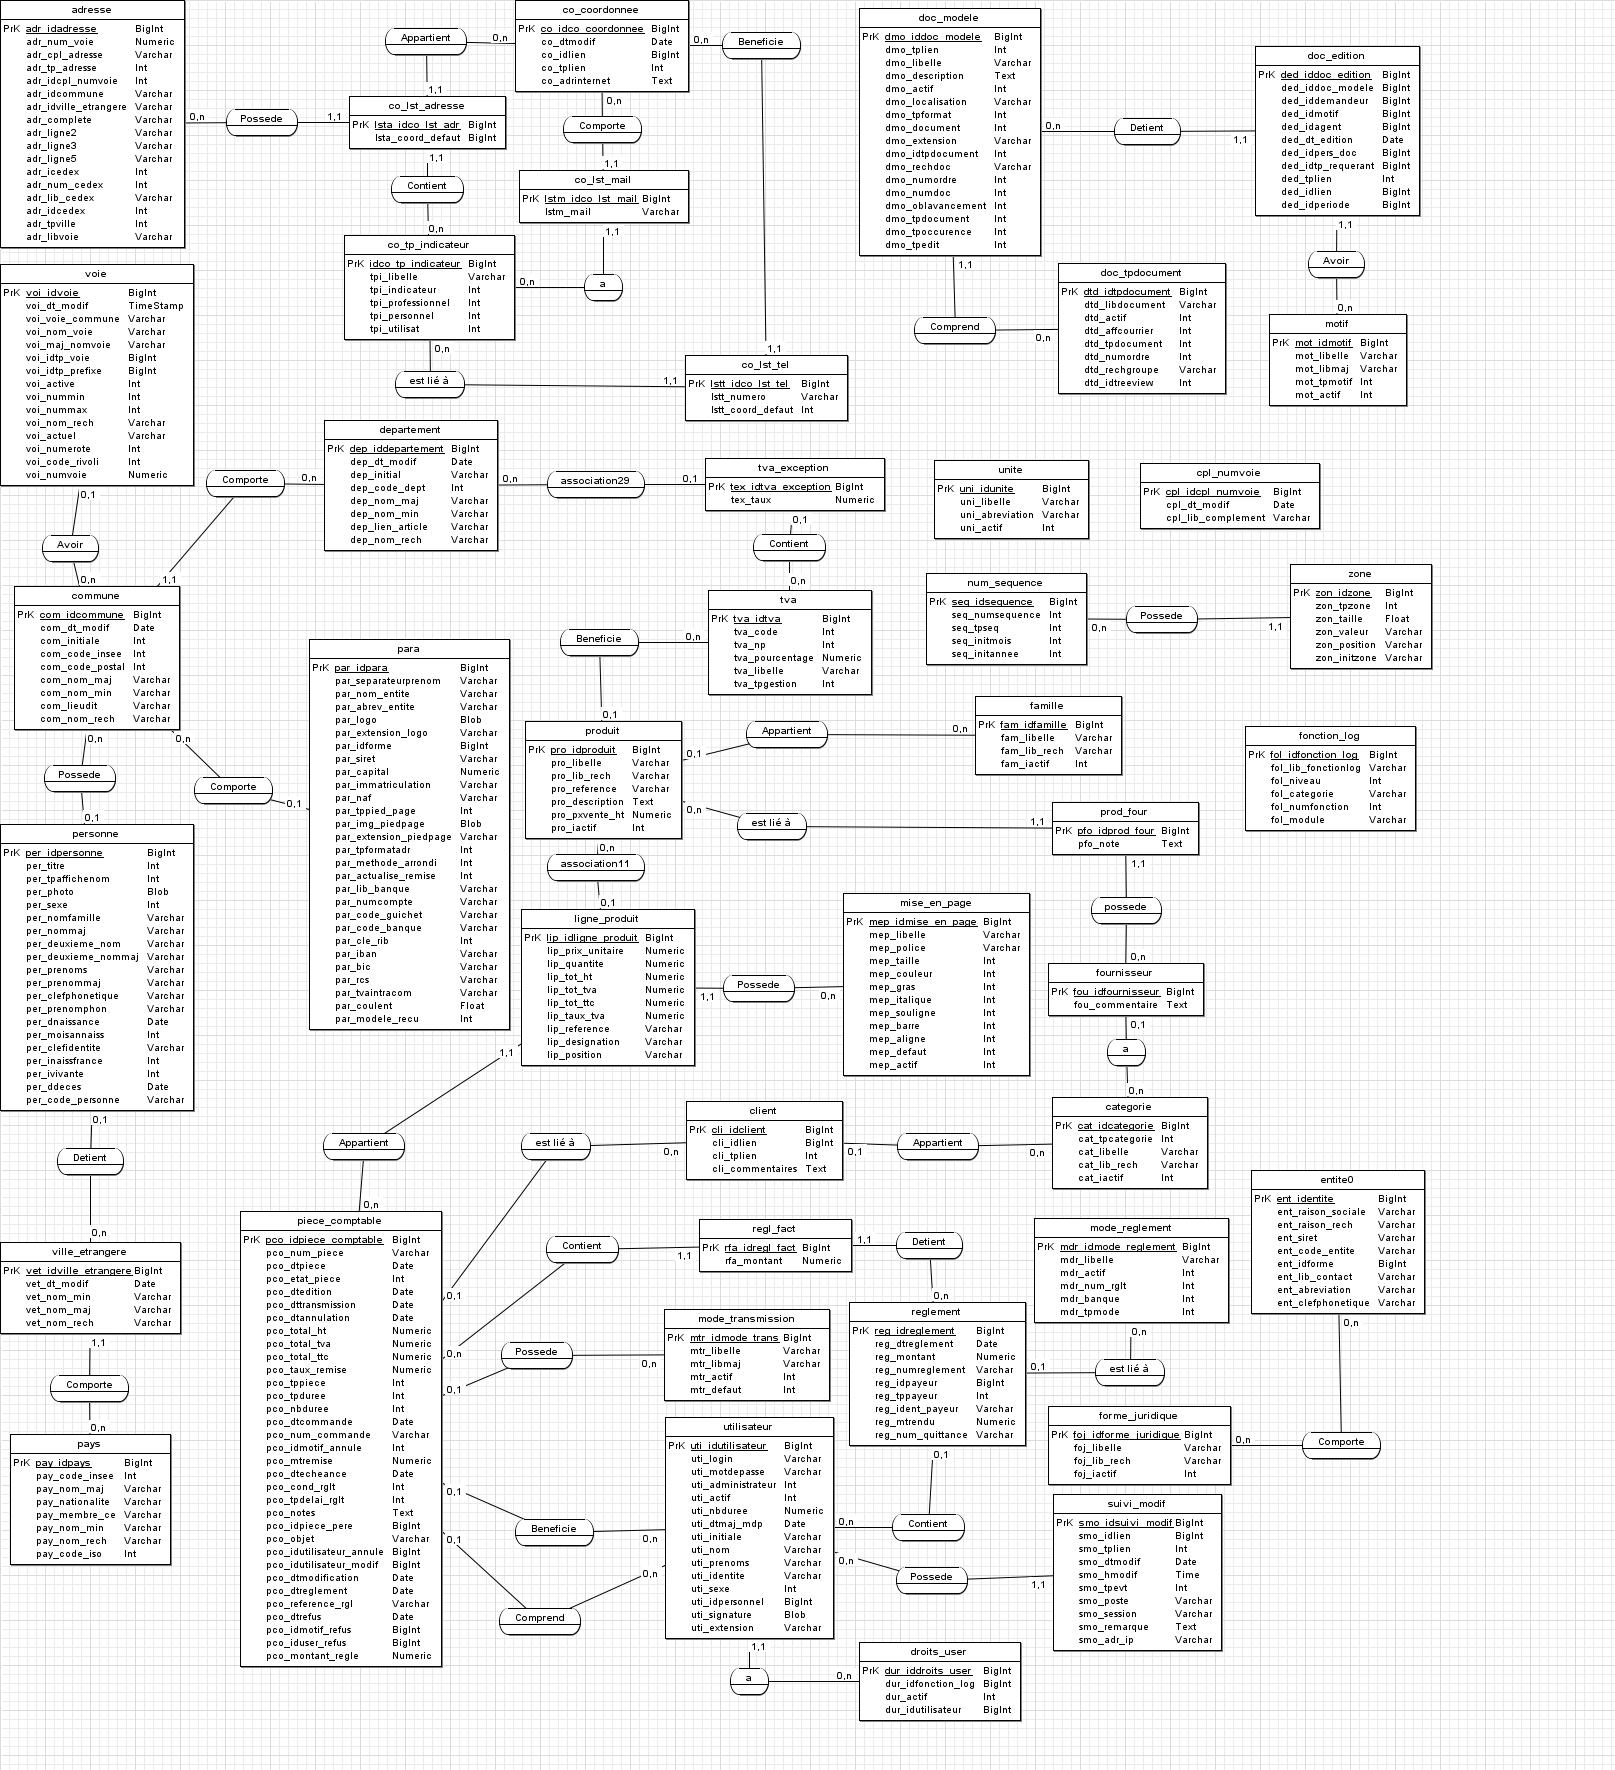 adresse
PrK adr_idadresse BigInt
adr_num_voie Numeric
adr_cpl_adresse Varchar
adr_tp_adresse Int
adr_idcpl_numvoie Int
adr_idcommune Varchar
adr_idville_etrangere Varchar
adr_complete Varchar
adr_ligne2 Varchar
adr_ligne3 Varchar
adr_ligne5 Varchar
adr_icedex Int
adr_num_cedex Int
adr_lib_cedex Varchar
adr_idcedex Int
adr_tpville Int
adr_libvoie Varchar
0,n
Possede
1,1
Appartient
0,n
1,1
co_coordonnee
PrK co_idco_coordonnee BigInt
co_dtmodif Date
co_idlien BigInt
co_tplien Int
co_adrinternet Text
0,n
Beneficie
0,n
Comporte
1,1
co_lst_adresse
PrK lsta_idco_lst_adr BigInt
lsta_coord_defaut BigInt
1,1
Contient
0,n
co_lst_mail
PrK lstm_idco_lst_mail BigInt
lstm_mail Varchar
1,1
a
0,n
co_tp_indicateur
PrK idco_tp_indicateur BigInt
tpi_libelle Varchar
tpi_indicateur Int
tpi_professionnel Int
tpi_personnel Int
tpi_utilisat Int
0,n
est lié à
1,1
1,1
co_lst_tel
PrK lstt_idco_lst_tel BigInt
lstt_numero Varchar
lstt_coord_defaut Int
doc_modele
PrK dmo_iddoc_modele BigInt
dmo_tplien Int
dmo_libelle Varchar
dmo_description Text
dmo_actif Int
dmo_localisation Varchar
dmo_tpformat Int
dmo_document Int
dmo_extension Varchar
dmo_idtpdocument Int
dmo_rechdoc Varchar
dmo_numordre Int
dmo_numdoc Int
dmo_oblavancement Int
dmo_tpdocument Int
dmo_tpoccurence Int
dmo_tpedit Int
0,n
Detient
1,1
doc_edition
PrK ded_iddoc_edition BigInt
ded_iddoc_modele BigInt
ded_iddemandeur BigInt
ded_idmotif BigInt
ded_idagent BigInt
ded_dt_edition Date
ded_idpers_doc BigInt
ded_idtp_requerant BigInt
ded_tplien Int
ded_idlien BigInt
ded_idperiode BigInt
1,1
Avoir
0,n
1,1
Comprend
0,n
doc_tpdocument
PrK dtd_idtpdocument BigInt
dtd_libdocument Varchar
dtd_actif Int
dtd_affcourrier Int
dtd_tpdocument Int
dtd_numordre Int
dtd_rechgroupe Varchar
dtd_idtreeview Int
motif
PrK mot_idmotif BigInt
mot_libelle Varchar
mot_libmaj Varchar
mot_tpmotif Int
mot_actif Int
voie
PrK voi_idvoie BigInt
voi_dt_modif TimeStamp
voi_voie_commune Varchar
voi_nom_voie Varchar
voi_maj_nomvoie Varchar
voi_idtp_voie BigInt
voi_idtp_prefixe BigInt
voi_active Int
voi_nummin Int
voi_nummax Int
voi_nom_rech Varchar
voi_actuel Varchar
voi_numerote Int
voi_code_rivoli Int
voi_numvoie Numeric
0,1
Avoir
0,n
Comporte
0,n
1,1
departement
PrK dep_iddepartement BigInt
dep_dt_modif Date
dep_initial Varchar
dep_code_dept Int
dep_nom_maj Varchar
dep_nom_min Varchar
dep_lien_article Varchar
dep_nom_rech Varchar
0,n
association29
0,1
tva_exception
PrK tex_idtva_exception BigInt
tex_taux Numeric
0,1
Contient
0,n
unite
PrK uni_idunite BigInt
uni_libelle Varchar
uni_abreviation Varchar
uni_actif Int
cpl_numvoie
PrK cpl_idcpl_numvoie BigInt
cpl_dt_modif Date
cpl_lib_complement Varchar
commune
PrK com_idcommune BigInt
com_dt_modif Date
com_initiale Int
com_code_insee Int
com_code_postal Int
com_nom_maj Varchar
com_nom_min Varchar
com_lieudit Varchar
com_nom_rech Varchar
0,n
Possede
0,1
0,n
Comporte
0,1
para
PrK par_idpara BigInt
par_separateurprenom Varchar
par_nom_entite Varchar
par_abrev_entite Varchar
par_logo Blob
par_extension_logo Varchar
par_idforme BigInt
par_siret Varchar
par_capital Numeric
par_immatriculation Varchar
par_naf Varchar
par_tppied_page Int
par_img_piedpage Blob
par_extension_piedpage Varchar
par_tpformatadr Int
par_methode_arrondi Int
par_actualise_remise Int
par_lib_banque Varchar
par_numcompte Varchar
par_code_guichet Varchar
par_code_banque Varchar
par_cle_rib Int
par_iban Varchar
par_bic Varchar
par_rcs Varchar
par_tvaintracom Varchar
par_coulent Float
par_modele_recu Int
tva
PrK tva_idtva BigInt
tva_code Int
tva_np Int
tva_pourcentage Numeric
tva_libelle Varchar
tva_tpgestion Int
Beneficie
0,n
0,1
num_sequence
PrK seq_idsequence BigInt
seq_numsequence Int
seq_tpseq Int
seq_initmois Int
seq_initannee Int
0,n
Possede
1,1
zone
PrK zon_idzone BigInt
zon_tpzone Int
zon_taille Float
zon_valeur Varchar
zon_position Varchar
zon_initzone Varchar
produit
PrK pro_idproduit BigInt
pro_libelle Varchar
pro_lib_rech Varchar
pro_reference Varchar
pro_description Text
pro_pxvente_ht Numeric
pro_iactif Int
0,1
Appartient
0,n
famille
PrK fam_idfamille BigInt
fam_libelle Varchar
fam_lib_rech Varchar
fam_iactif Int
0,n
est lié à
1,1
prod_four
PrK pfo_idprod_four BigInt
pfo_note Text
1,1
possede
0,n
fonction_log
PrK fol_idfonction_log BigInt
fol_lib_fonctionlog Varchar
fol_niveau Int
fol_categorie Varchar
fol_numfonction Int
fol_module Varchar
0,n
association11
0,1
personne
PrK per_idpersonne BigInt
per_titre Int
per_tpaffichenom Int
per_photo Blob
per_sexe Int
per_nomfamille Varchar
per_nommaj Varchar
per_deuxieme_nom Varchar
per_deuxieme_nommaj Varchar
per_prenoms Varchar
per_prenommaj Varchar
per_clefphonetique Varchar
per_prenomphon Varchar
per_dnaissance Date
per_moisannaiss Int
per_clefidentite Varchar
per_inaissfrance Int
per_ivivante Int
per_ddeces Date
per_code_personne Varchar
0,1
Detient
0,n
ligne_produit
PrK lip_idligne_produit BigInt
lip_prix_unitaire Numeric
lip_quantite Numeric
lip_tot_ht Numeric
lip_tot_tva Numeric
lip_tot_ttc Numeric
lip_taux_tva Numeric
lip_reference Varchar
lip_designation Varchar
lip_position Varchar
1,1
Possede
0,n
mise_en_page
PrK mep_idmise_en_page BigInt
mep_libelle Varchar
mep_police Varchar
mep_taille Int
mep_couleur Int
mep_gras Int
mep_italique Int
mep_souligne Int
mep_barre Int
mep_aligne Int
mep_defaut Int
mep_actif Int
fournisseur
PrK fou_idfournisseur BigInt
fou_commentaire Text
0,1
a
0,n
1,1
Appartient
0,n
client
PrK cli_idclient BigInt
cli_idlien BigInt
cli_tplien Int
cli_commentaires Text
est lié à
0,n
0,1
0,1
Appartient
0,n
categorie
PrK cat_idcategorie BigInt
cat_tpcategorie Int
cat_libelle Varchar
cat_lib_rech Varchar
cat_iactif Int
ville_etrangere
PrK vet_idville_etrangere BigInt
vet_dt_modif Date
vet_nom_min Varchar
vet_nom_maj Varchar
vet_nom_rech Varchar
1,1
Comporte
0,n
pays
PrK pay_idpays BigInt
pay_code_insee Int
pay_nom_maj Varchar
pay_nationalite Varchar
pay_membre_ce Varchar
pay_nom_min Varchar
pay_nom_rech Varchar
pay_code_iso Int
piece_comptable
PrK pco_idpiece_comptable BigInt
pco_num_piece Varchar
pco_dtpiece Date
pco_etat_piece Int
pco_dtedition Date
pco_dttransmission Date
pco_dtannulation Date
pco_total_ht Numeric
pco_total_tva Numeric
pco_total_ttc Numeric
pco_taux_remise Numeric
pco_tppiece Int
pco_tpduree Int
pco_nbduree Int
pco_dtcommande Date
pco_num_commande Varchar
pco_idmotif_annule Int
pco_mtremise Numeric
pco_dtecheance Date
pco_cond_rglt Int
pco_tpdelai_rglt Int
pco_notes Text
pco_idpiece_pere BigInt
pco_objet Varchar
pco_idutilisateur_annule BigInt
pco_idutilisateur_modif BigInt
pco_dtmodification Date
pco_dtreglement Date
pco_reference_rgl Varchar
pco_dtrefus Date
pco_idmotif_refus BigInt
pco_iduser_refus BigInt
pco_montant_regle Numeric
Contient
1,1
0,n
regl_fact
PrK rfa_idregl_fact BigInt
rfa_montant Numeric
1,1
Detient
0,n
Possede
0,1
0,n
mode_transmission
PrK mtr_idmode_trans BigInt
mtr_libelle Varchar
mtr_libmaj Varchar
mtr_actif Int
mtr_defaut Int
reglement
PrK reg_idreglement BigInt
reg_dtreglement Date
reg_montant Numeric
reg_numreglement Varchar
reg_idpayeur BigInt
reg_tppayeur Int
reg_ident_payeur Varchar
reg_mtrendu Numeric
reg_num_quittance Varchar
mode_reglement
PrK mdr_idmode_reglement BigInt
mdr_libelle Varchar
mdr_actif Int
mdr_num_rglt Int
mdr_banque Int
mdr_tpmode Int
0,n
est lié à
0,1
entite0
PrK ent_identite BigInt
ent_raison_sociale Varchar
ent_raison_rech Varchar
ent_siret Varchar
ent_code_entite Varchar
ent_idforme BigInt
ent_lib_contact Varchar
ent_abreviation Varchar
ent_clefphonetique Varchar
0,n
Comporte
0,n
forme_juridique
PrK foj_idforme_juridique BigInt
foj_libelle Varchar
foj_lib_rech Varchar
foj_iactif Int
utilisateur
PrK uti_idutilisateur BigInt
uti_login Varchar
uti_motdepasse Varchar
uti_administrateur Int
uti_actif Int
uti_nbduree Numeric
uti_dtmaj_mdp Date
uti_initiale Varchar
uti_nom Varchar
uti_prenoms Varchar
uti_identite Varchar
uti_sexe Int
uti_idpersonnel BigInt
uti_signature Blob
uti_extension Varchar
0,1
Beneficie
0,n
0,1
Comprend
0,n
0,1
Contient
0,n
0,n
Possede
1,1
suivi_modif
PrK smo_idsuivi_modif BigInt
smo_idlien BigInt
smo_tplien Int
smo_dtmodif Date
smo_hmodif Time
smo_tpevt Int
smo_poste Varchar
smo_session Varchar
smo_remarque Text
smo_adr_ip Varchar
1,1
a
0,n
droits_user
PrK dur_iddroits_user BigInt
dur_idfonction_log BigInt
dur_actif Int
dur_idutilisateur BigInt